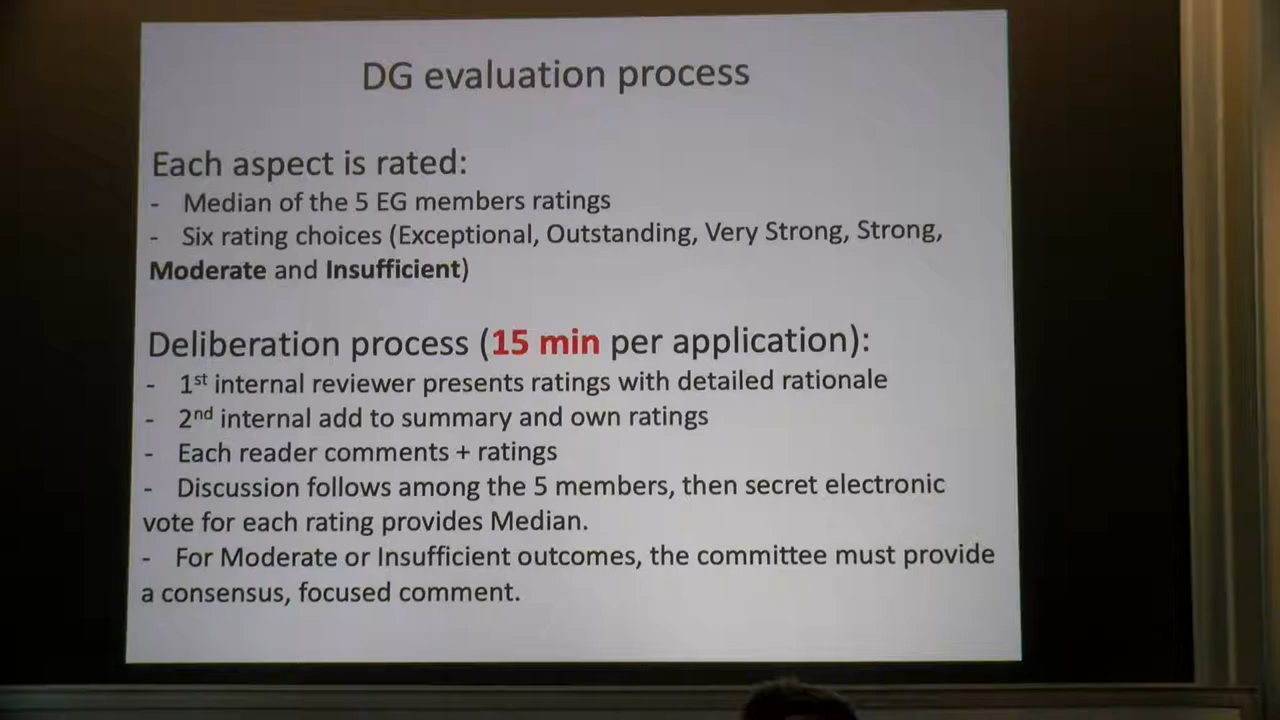 DG evaluation process
Each aspect is rated:
- Median of the 5 EG members ratings
- Six rating choices (Exceptional, Outstanding, Very Strong, Strong,
Moderate and Insufficient)
Deliberation process (15 min per application):
- 1st internal reviewer presents ratings with detailed rationale
- 2nd internal add to summary and own ratings
- Each reader comments + ratings
- Discussion follows among the 5 members, then secret electronic
vote for each rating provides Median.
- For Moderate or Insufficient outcomes, the committee must provide
a consensus, focused comment.